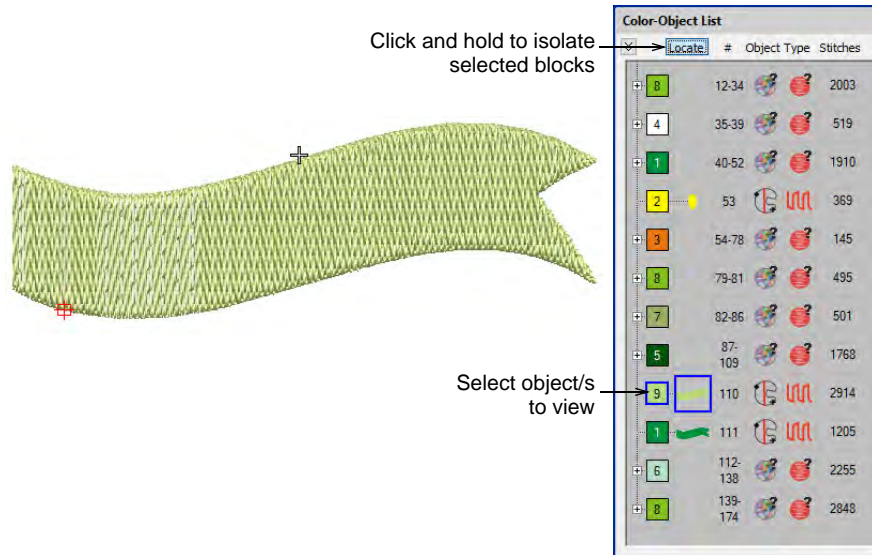 Color-Object List
Locate # Object Type Stitches
Click and hold to isolate
selected blocks
8 12-34 2003
4 35-39 519
1 40-52 1910
2 53 369
3 54-78 145
8 79-81 495
7 82-86 501
5 87-109 1768
Select object/s
to view
9 110 2914
1 111 1205
6 112-138 2255
8 139-174 2848